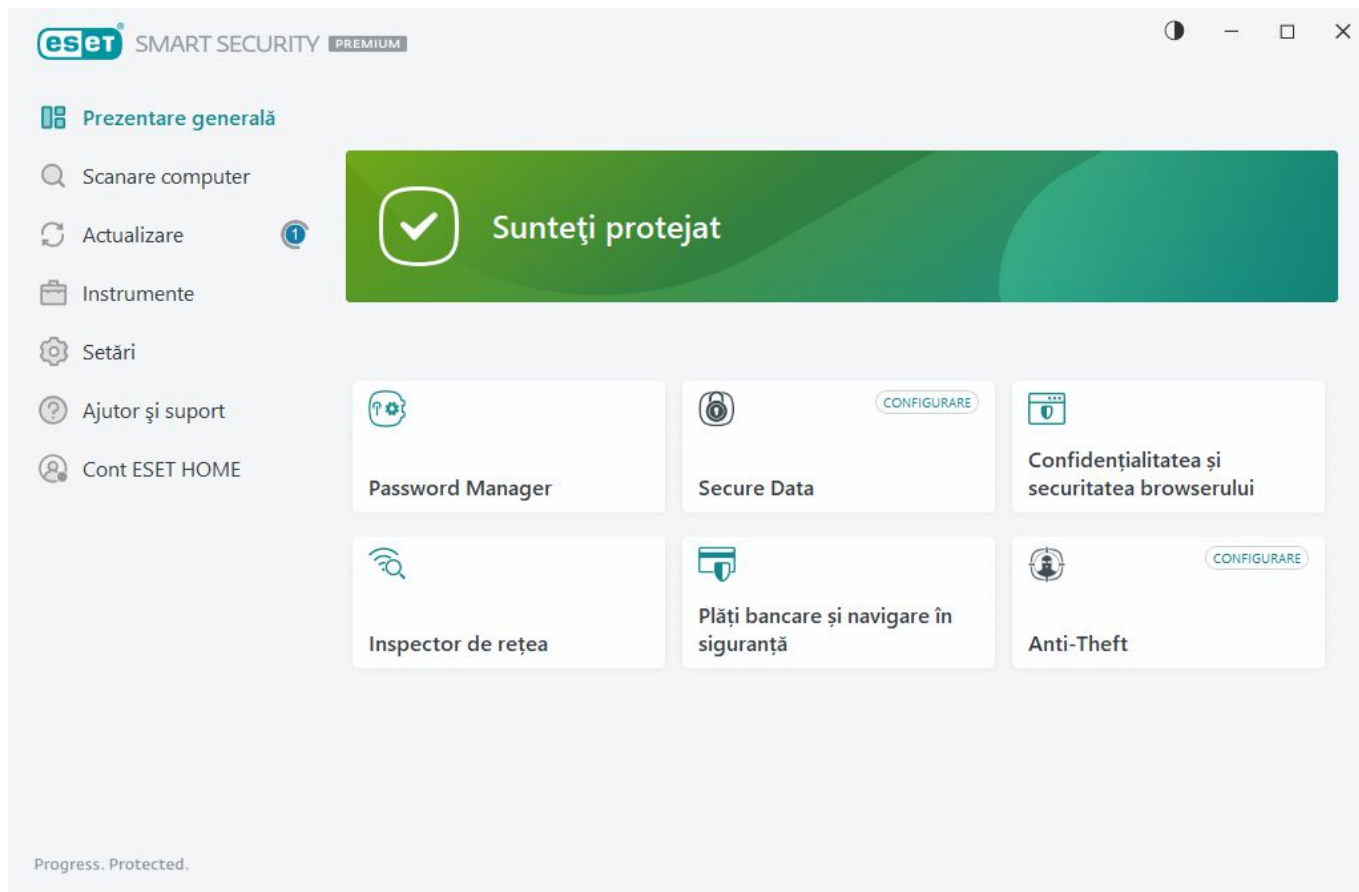 eset SMART SECURITY PREMIUM
Prezentare generală
Scanare computer
Actualizare 1
Instrumente
Setări
Ajutor şi suport
Cont ESET HOME
Sunteţi protejat
Password Manager
CONFIGURARE
Secure Data
Confidențialitatea și
securitatea browserului
Inspector de rețea
Plăți bancare și navigare în
siguranță
CONFIGURARE
Anti-Theft
Progress. Protected.